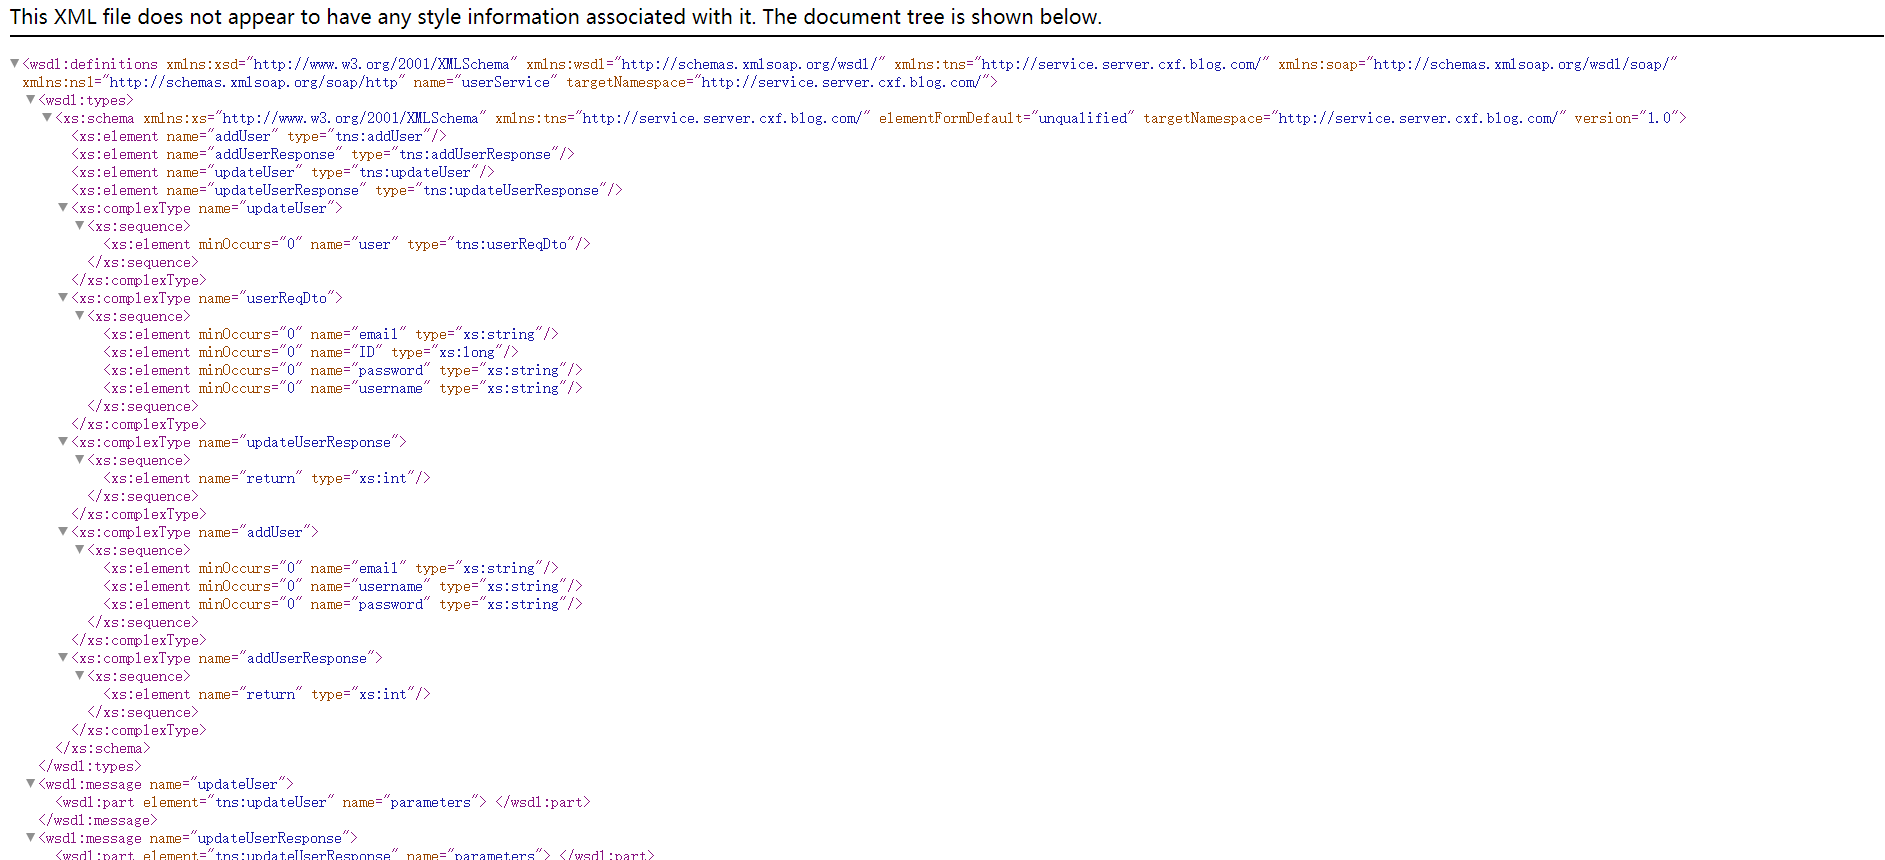 This XML file does not appear to have any style information associated with it. The document tree is shown below.
▼<wsdl:definitions xmlns:xsd="http://www.w3.org/2001/XMLSchema" xmlns:wsdl="http://schemas.xmlsoap.org/wsdl/" xmlns:tns="http://service.server.cxf.blog.com/" xmlns:soap="http://schemas.xmlsoap.org/wsdl/soap/"
xmlns:ns1="http://schemas.xmlsoap.org/soap/http" name="userService" targetNamespace="http://service.server.cxf.blog.com/">
▼<wsdl:types>
▼<xs:schema xmlns:xs="http://www.w3.org/2001/XMLSchema" xmlns:tns="http://service.server.cxf.blog.com/" elementFormDefault="unqualified" targetNamespace="http://service.server.cxf.blog.com/" version="1.0">
<xs:element name="addUser" type="tns:addUser"/>
<xs:element name="addUserResponse" type="tns:addUserResponse"/>
<xs:element name="updateUser" type="tns:updateUser"/>
<xs:element name="updateUserResponse" type="tns:updateUserResponse"/>
▼<xs:complexType name="updateUser">
▼<xs:sequence>
<xs:element minOccurs="0" name="user" type="tns:userReqDto"/>
</xs:sequence>
</xs:complexType>
▼<xs:complexType name="userReqDto">
▼<xs:sequence>
<xs:element minOccurs="0" name="email" type="xs:string"/>
<xs:element minOccurs="0" name="ID" type="xs:long"/>
<xs:element minOccurs="0" name="password" type="xs:string"/>
<xs:element minOccurs="0" name="username" type="xs:string"/>
</xs:sequence>
</xs:complexType>
▼<xs:complexType name="updateUserResponse">
▼<xs:sequence>
<xs:element name="return" type="xs:int"/>
</xs:sequence>
</xs:complexType>
▼<xs:complexType name="addUser">
▼<xs:sequence>
<xs:element minOccurs="0" name="email" type="xs:string"/>
<xs:element minOccurs="0" name="username" type="xs:string"/>
<xs:element minOccurs="0" name="password" type="xs:string"/>
</xs:sequence>
</xs:complexType>
▼<xs:complexType name="addUserResponse">
▼<xs:sequence>
<xs:element name="return" type="xs:int"/>
</xs:sequence>
</xs:complexType>
</xs:schema>
</wsdl:types>
▼<wsdl:message name="updateUser">
<wsdl:part element="tns:updateUser" name="parameters"> </wsdl:part>
</wsdl:message>
▼<wsdl:message name="updateUserResponse">
<wsdl:part element="tns:updateUserResponse" name="parameters"> </wsdl:part>